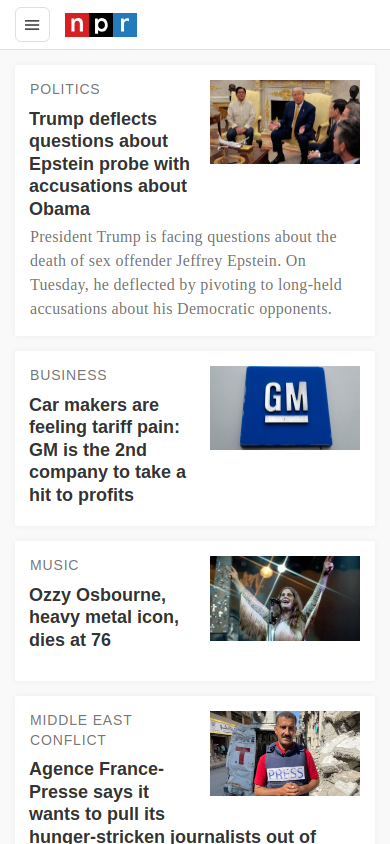 npr
POLITICS
Trump deflects
questions about
Epstein probe with
accusations about
Obama
President Trump is facing questions about the
death of sex offender Jeffrey Epstein. On
Tuesday, he deflected by pivoting to long-held
accusations about his Democratic opponents.
BUSINESS
Car makers are
feeling tariff pain:
GM is the 2nd
company to take a
hit to profits
GM
MUSIC
Ozzy Osbourne,
heavy metal icon,
dies at 76
MIDDLE EAST
CONFLICT
Agence France-
Presse says it
wants to pull its
hunger-stricken journalists out of
T
PRESS